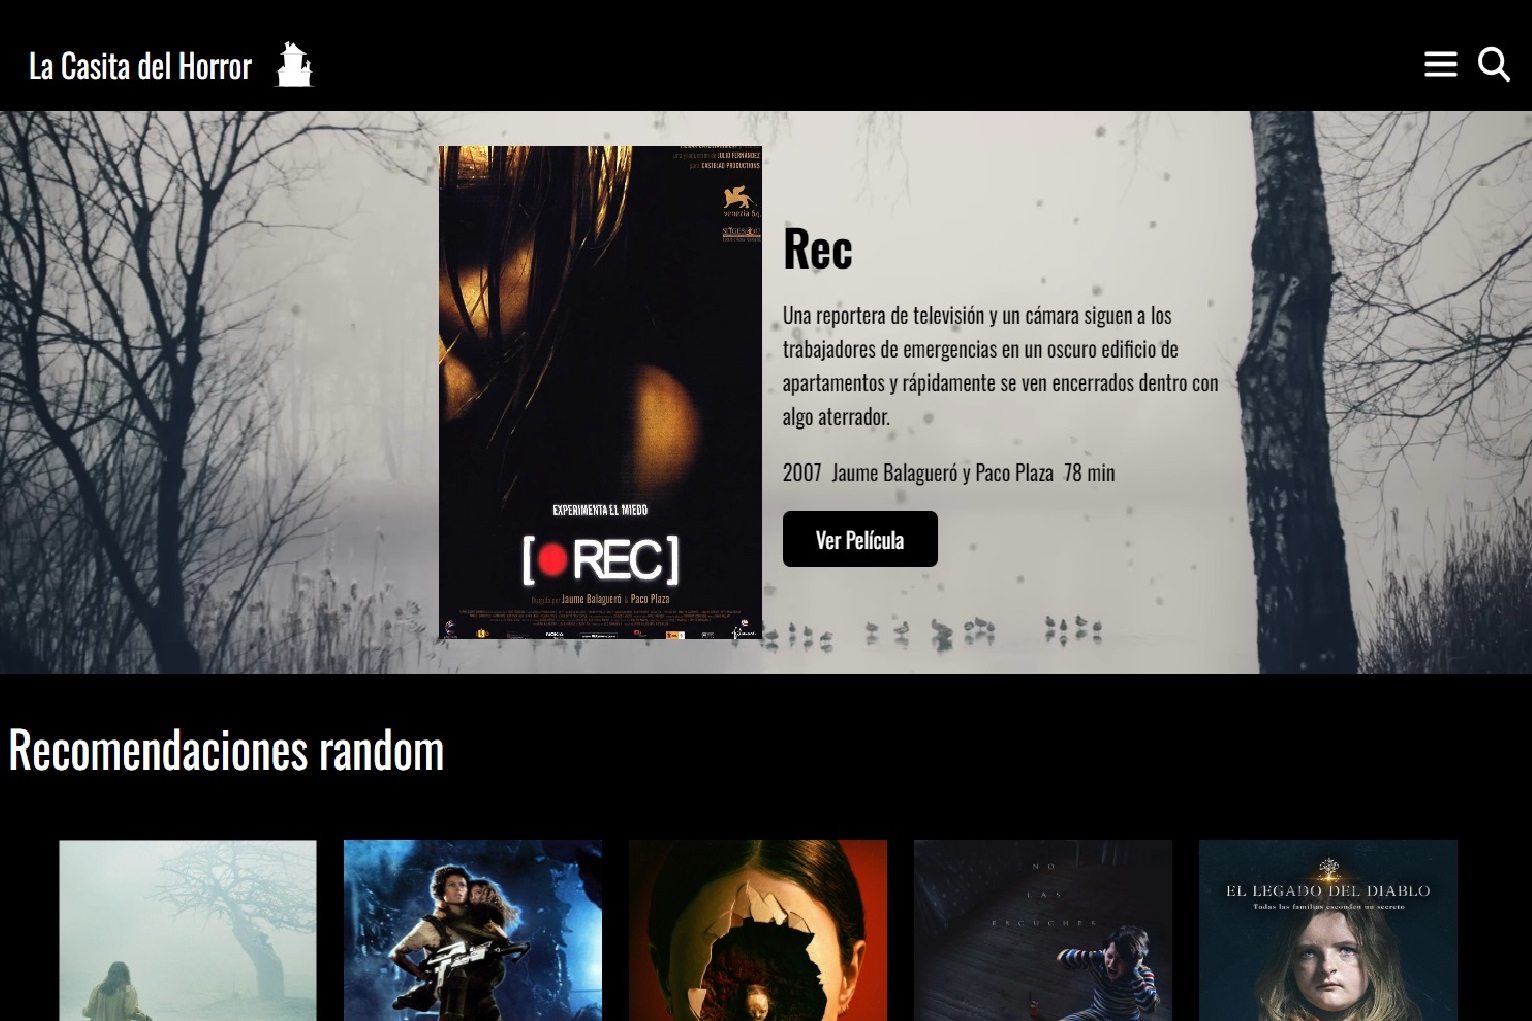 La Casita del Horror
una producción de JULIO FERNÁNDEZ
para CASTELAO PRODUCTIONS
venezia 64.
SITGES
Rec
Una reportera de televisión y un cámara siguen a los
trabajadores de emergencias en un oscuro edificio de
apartamentos y rápidamente se ven encerrados dentro con
algo aterrador.
2007 Jaume Balagueró y Paco Plaza 78 min
Ver Película
EXPERIMENTA EL MIEDO
[REC]
Dirigida por Jaume Balagueró & Paco Plaza
NOKIA
Recomendaciones random
NO
LAS
ESCUCHES
EL LEGADO DEL DIABLO
Todas las familias esconden un secreto